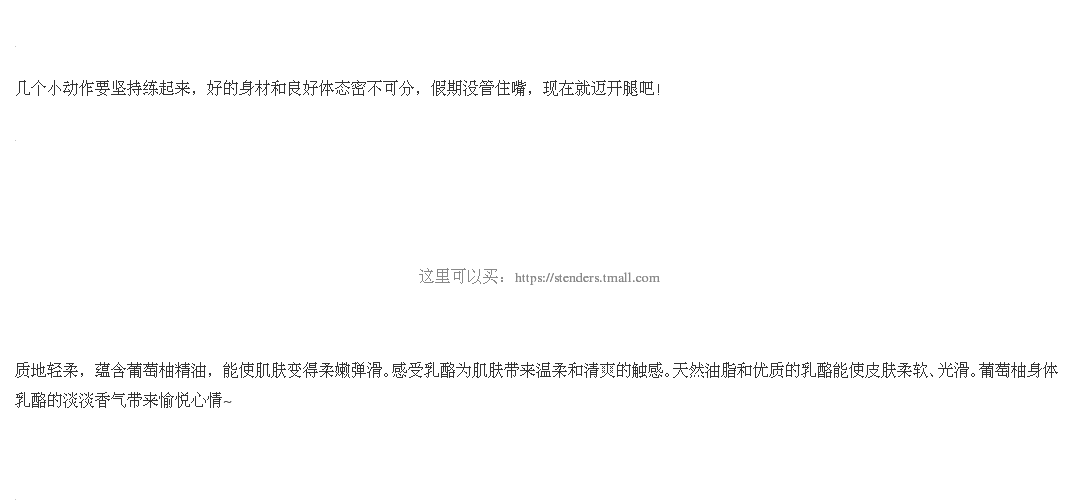 几个小动作要坚持练起来，好的身材和良好体态密不可分，假期没管住嘴，现在就迈开腿吧!
这里可以买：https://stenders.tmall.com
质地轻柔，蕴含葡萄柚精油，能使肌肤变得柔嫩弹滑。感受乳酪为肌肤带来温柔和清爽的触感。天然油脂和优质的乳酪能使皮肤柔软、光滑。葡萄柚身体
乳酪的淡淡香气带来愉悦心情~